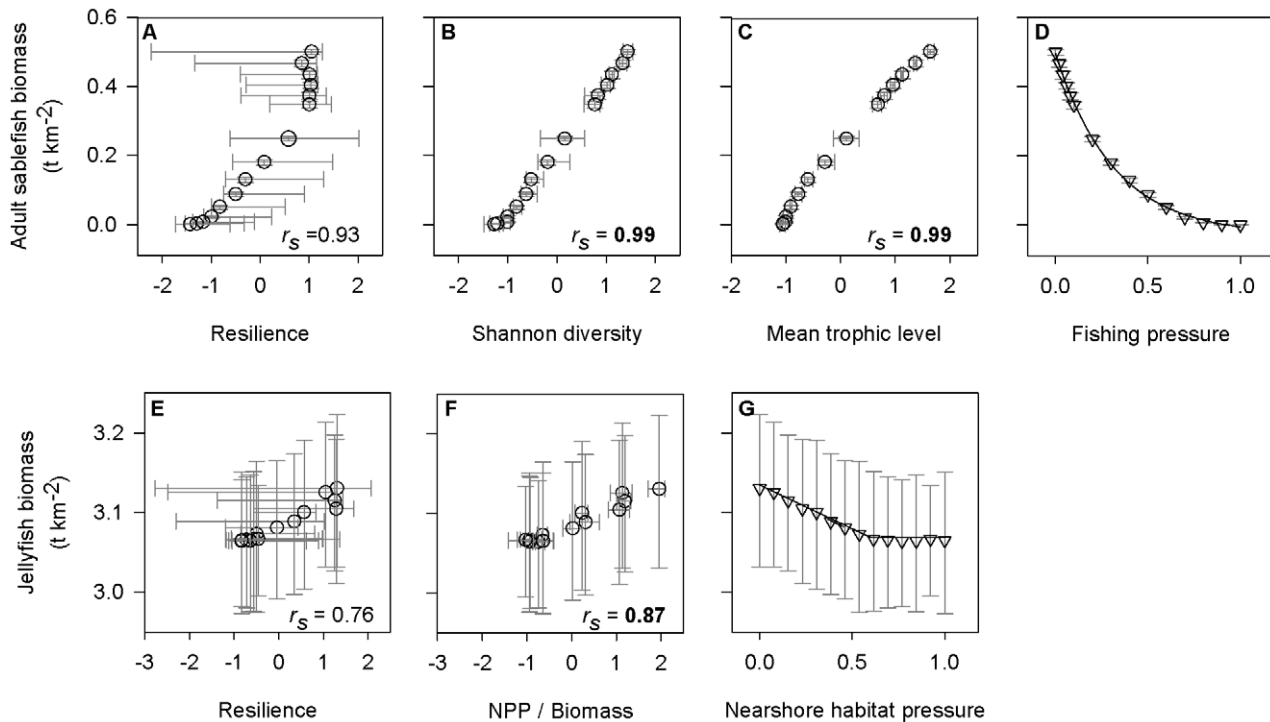 Adult sablefish biomass
(t km-2)
0.6
0.4
0.2
0.0
A
rs =0.93
-2 -1 0 1 2
Resilience
B
rs = 0.99
-2 -1 0 1 2
Shannon diversity
C
rs = 0.99
-2 -1 0 1 2
Mean trophic level
D
0.0 0.5 1.0
Fishing pressure
Jellyfish biomass
(t km-2)
3.2
3.1
3.0
E
rs = 0.76
-3 -2 -1 0 1 2
Resilience
F
rs = 0.87
-3 -2 -1 0 1 2
NPP / Biomass
G
0.0 0.5 1.0
Nearshore habitat pressure